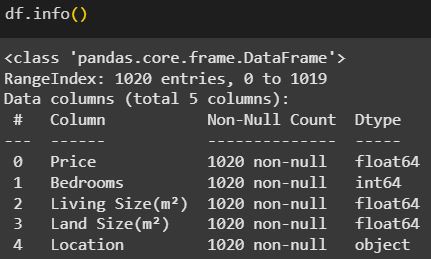 df.info()
<class 'pandas.core.frame.DataFrame'>
RangeIndex: 1020 entries, 0 to 1019
Data columns (total 5 columns):
 #   Column          Non-Null Count  Dtype
---  ------          --------------  -----
 0   Price           1020 non-null   float64
 1   Bedrooms        1020 non-null   int64
 2   Living Size(m²)  1020 non-null   float64
 3   Land Size(m²)   1020 non-null   float64
 4   Location        1020 non-null   object